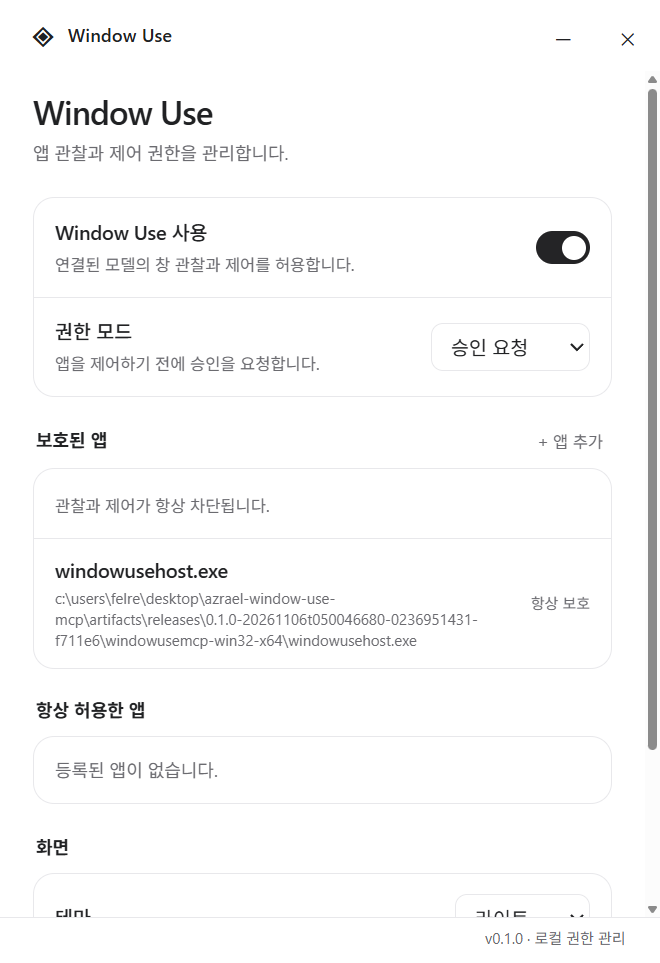 Window Use
Window Use
앱 관찰과 제어 권한을 관리합니다.
Window Use 사용
연결된 모델의 창 관찰과 제어를 허용합니다.
권한 모드
앱을 제어하기 전에 승인을 요청합니다.
승인 요청
보호된 앱
+ 앱 추가
관찰과 제어가 항상 차단됩니다.
windowusehost.exe
c:\users\felre\desktop\azrael-window-use-
mcp\artifacts\releases\0.1.0-20261106t050046680-0236951431-
f711e6\windowusemcp-win32-x64\windowusehost.exe
항상 보호
항상 허용한 앱
등록된 앱이 없습니다.
화면
테마
라이트
v0.1.0 · 로컬 권한 관리